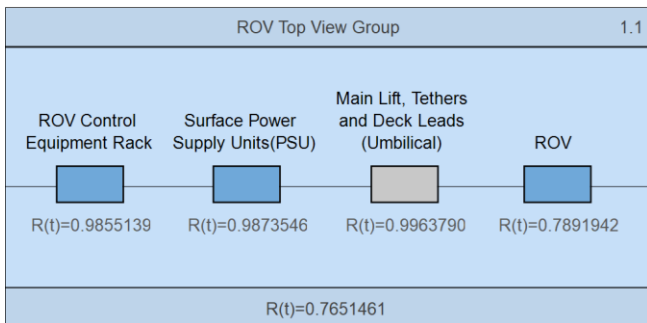 ROV Top View Group 1.1
ROV Control
Equipment Rack
Surface Power
Supply Units(PSU)
Main Lift, Tethers
and Deck Leads
(Umbilical)
ROV
R(t)=0.9855139
R(t)=0.9873546
R(t)=0.9963790
R(t)=0.7891942
R(t)=0.7651461